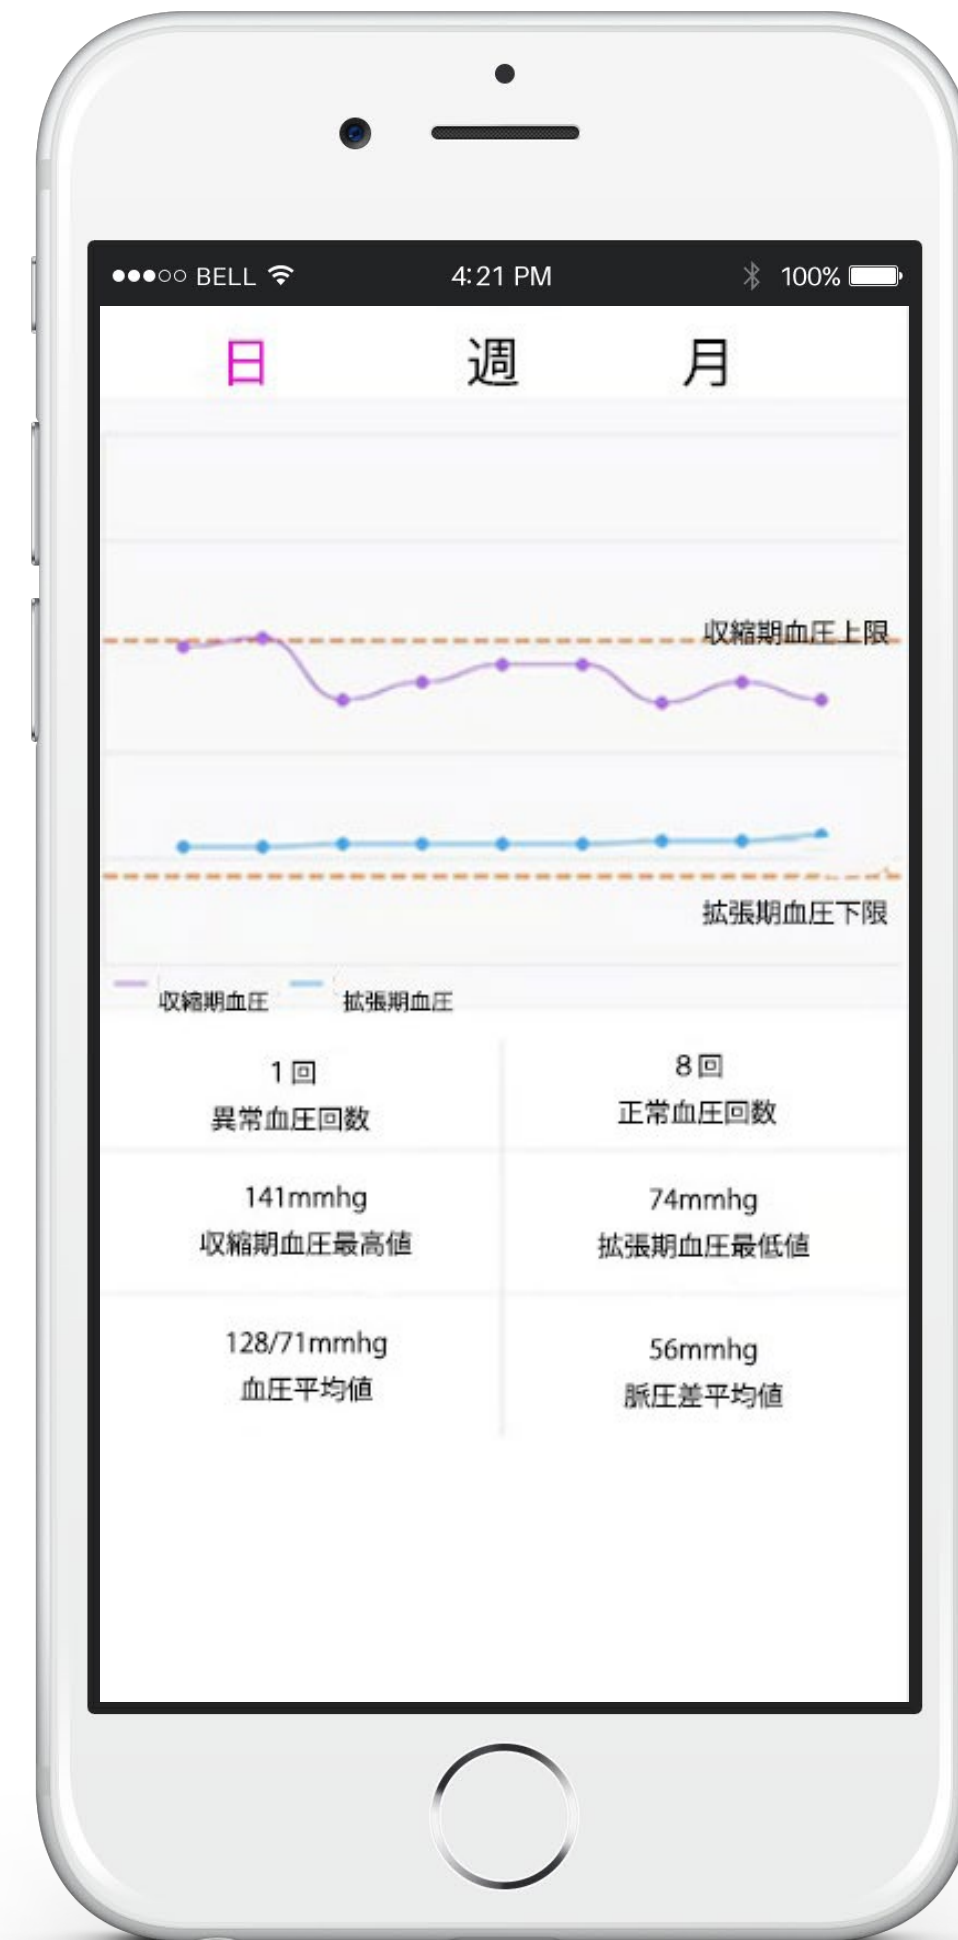 BELL 4:21 PM 100%
日 週 月
収縮期血圧上限
拡張期血圧下限
収縮期血圧 拡張期血圧
1回 8回
異常血圧回数 正常血圧回数
141mmhg 74mmhg
収縮期血圧最高値 拡張期血圧最低値
128/71mmhg 56mmhg
血圧平均値 脈圧差平均値